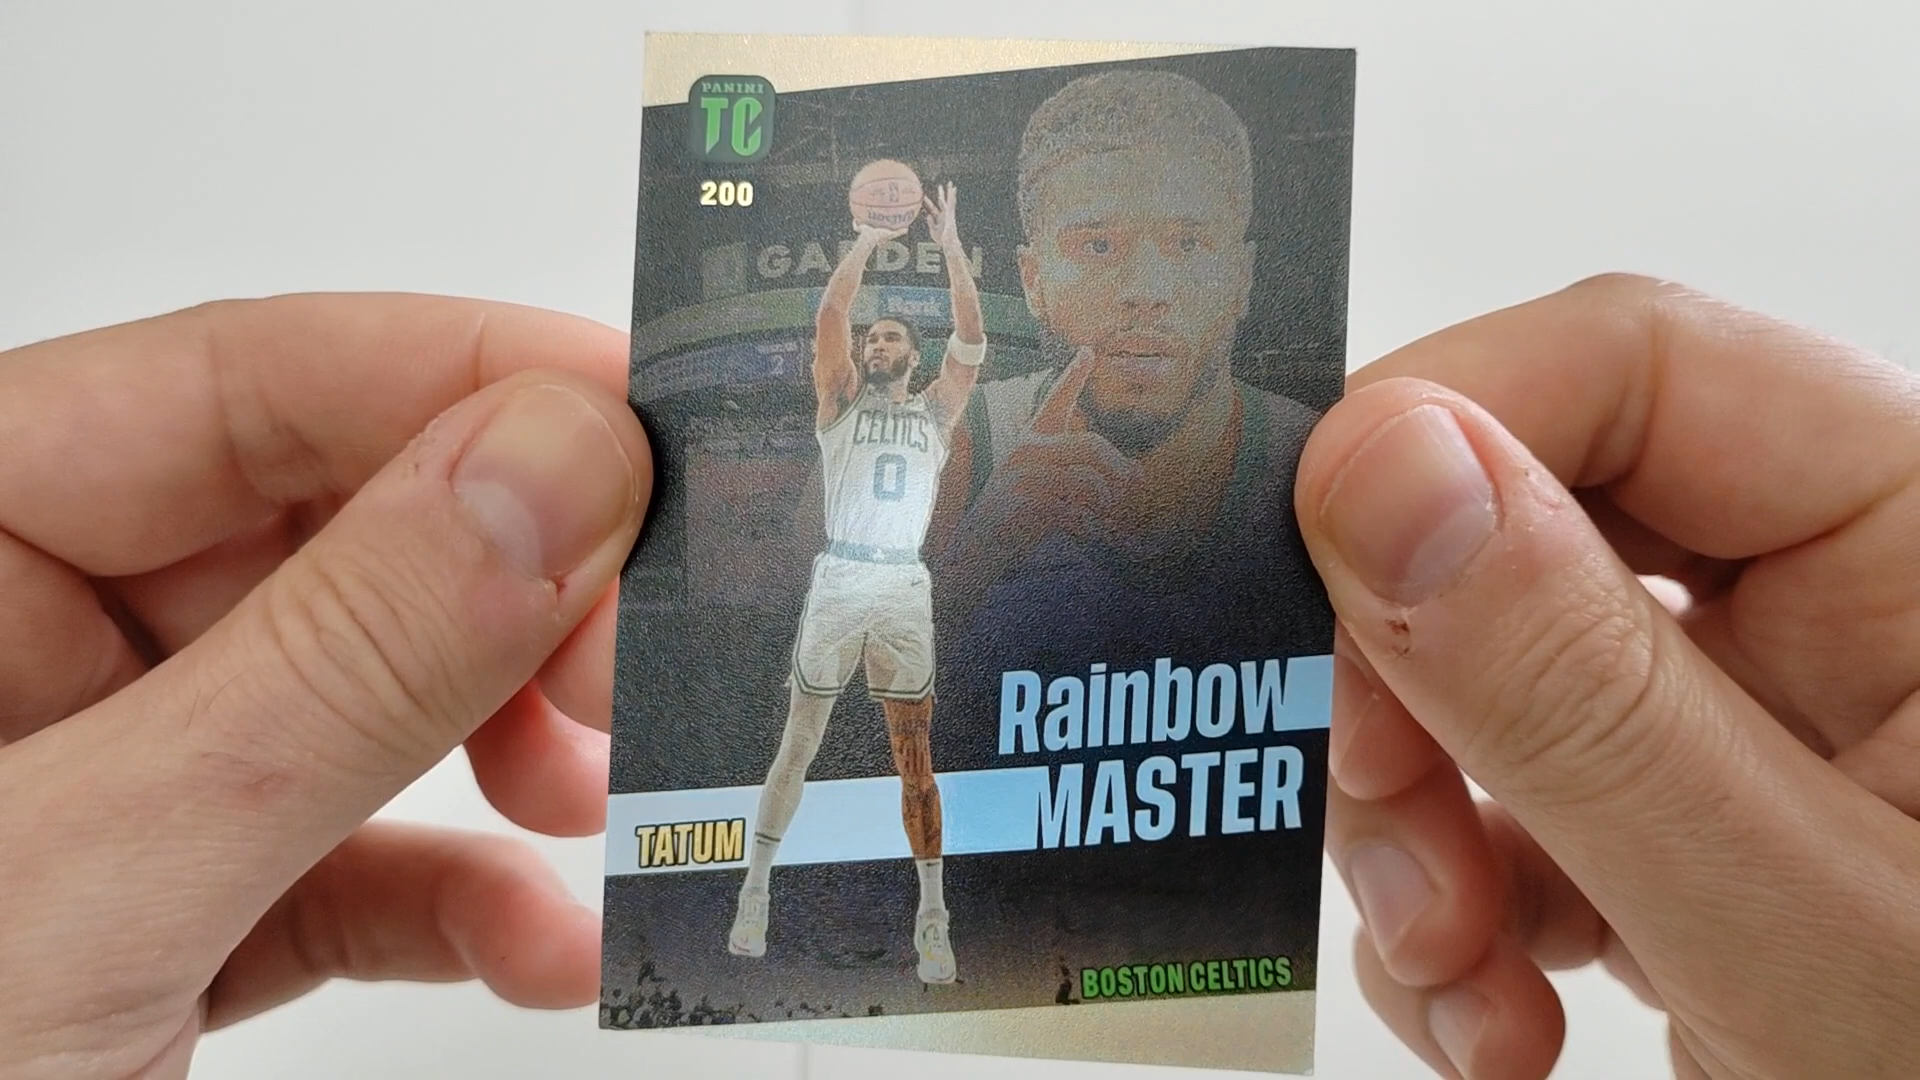 PANINI
TC
200
GARDEN
CELTICS
0
Rainbow
MASTER
TATUM
BOSTON CELTICS